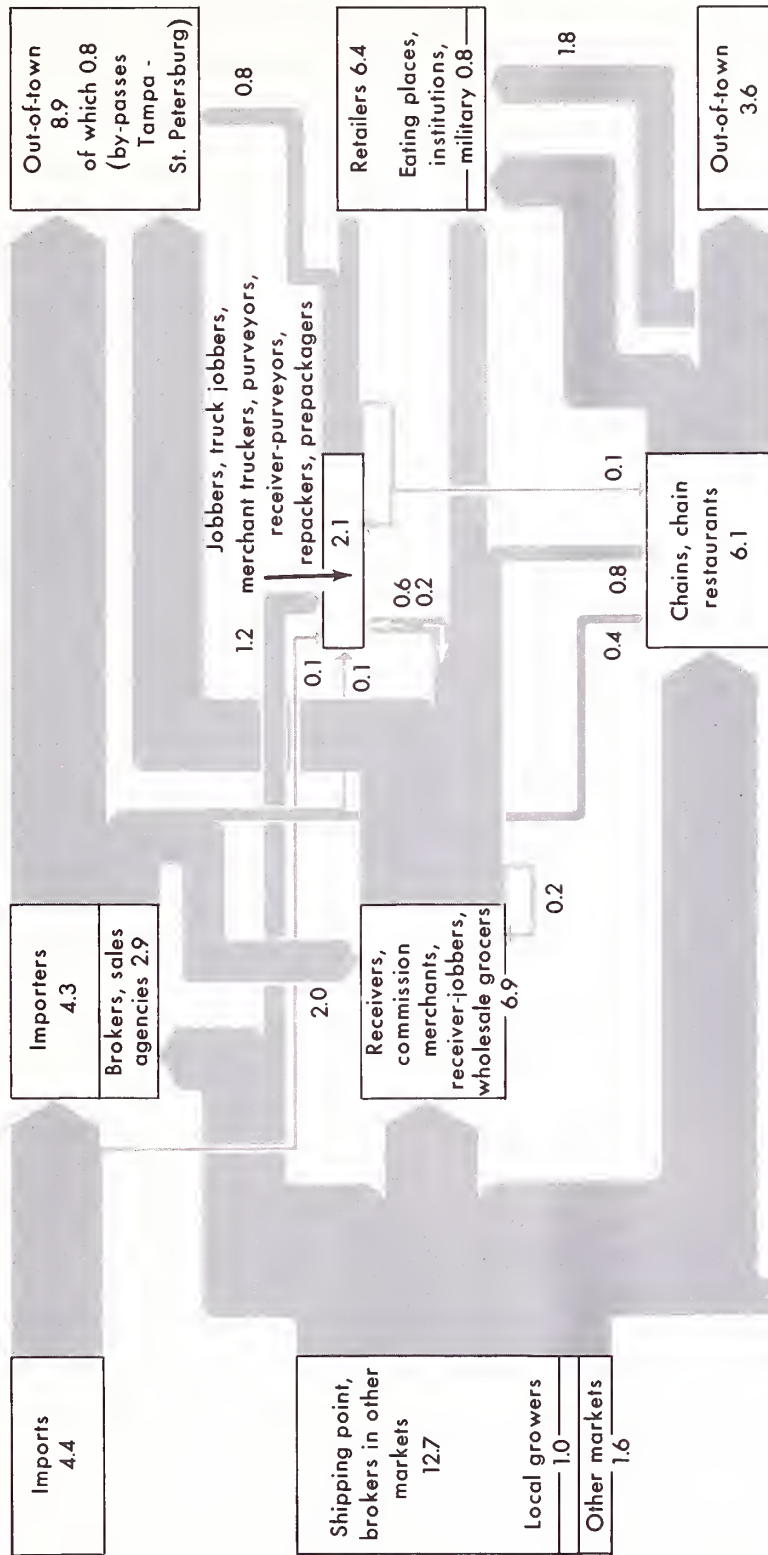 Imports
4.4
Shipping point,
brokers in other
markets
12.7
Local growers
1.0
Other markets
1.6
Importers
4.3
Brokers, sales
agencies 2.9
2.0
Receivers,
commission
merchants,
receiver-jobbers,
wholesale grocers
6.9
0.2
1.2
0.1
0.1
Jobbers, truck jobbers,
merchant truckers, purveyors,
receiver-purveyors,
repackers, prepackagers
2.1
0.6
0.2
0.4
0.8
0.1
Chains, chain
restaurants
6.1
Out-of-town
8.9
of which 0.8
(by-passes
Tampa -
St. Petersburg)
0.8
Retailers 6.4
Eating places,
institutions,
military 0.8
1.8
Out-of-town
3.6